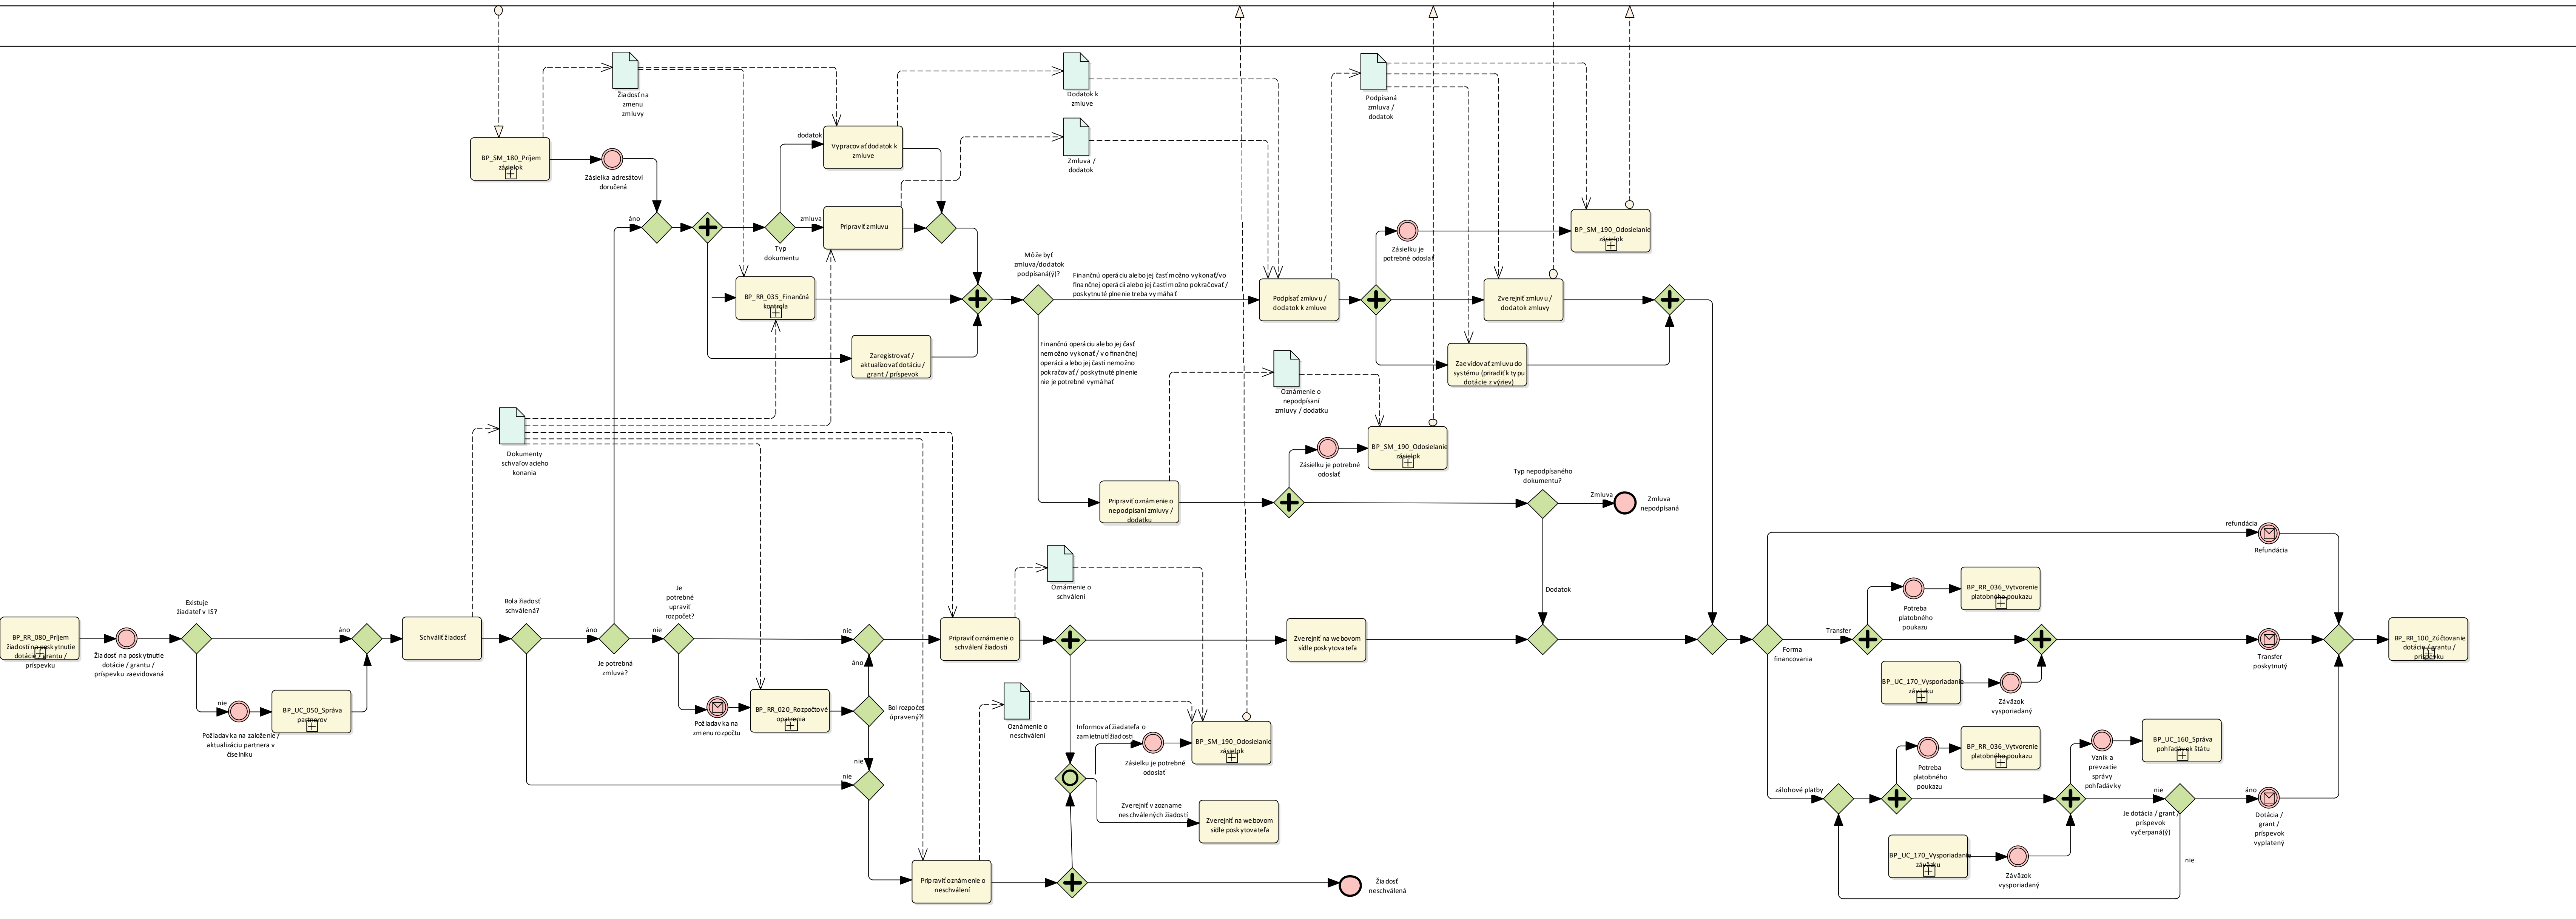 Žiadosť na
zmenu
zmluvy
Dodatok k
zmluve
Podpísaná
zmluva /
dodatok
Zmluva /
dodatok
BP_SM_180_Príjem
zásielok
Zásielka adresátovi
doručená
dodatok
Vypracovať dodatok k
zmluve
áno
Typ
dokumentu
zmluva
Pripraviť zmluvu
BP_RR_035_Finančná
kontrola
Zaregistrovať /
aktualizovať dotáciu /
grant / príspevok
Môže byť
zmluva/dodatok
podpísaná(ý)?
Finančnú operáciu alebo jej časť možno vykonať/vo
finančnej operácii alebo jej časti možno pokračovať /
poskytnuté plnenie treba vymáhať
Finančnú operáciu alebo jej časť
nemožno vykonať / vo finančnej
operácii alebo jej časti nemožno
pokračovať / poskytnuté plnenie
nie je potrebné vymáhať
Podpísať zmluvu /
dodatok k zmluve
Zásielku je
potrebné odoslať
BP_SM_190_Odosielanie
zásielok
Zverejniť zmluvu /
dodatok zmluvy
Zaevidovať zmluvu do
systému (priradiť k typu
dotácie z výziev)
Oznámenie o
nepodpísaní
zmluvy / dodatku
BP_SM_190_Odosielanie
zásielok
Zásielku je potrebné
odoslať
Pripraviť oznámenie o
nepodpísaní zmluvy /
dodatku
Typ nepodpísaného
dokumentu?
Zmluva
Zmluva
nepodpísaná
Dodatok
Dokumenty
schvaľovacieho
konania
BP_RR_080_Príjem
žiadosti na poskytnutie
dotácie / grantu /
príspevku
Žiadosť na poskytnutie
dotácie / grantu /
príspevku zaevidovaná
Existuje
žiadateľ v IS?
nie
Požiadavka na založenie /
aktualizáciu partnera v
číselníku
BP_UC_050_Správa
partnerov
áno
Schváliť žiadosť
Bola žiadosť
schválená?
áno
Je potrebná
zmluva?
nie
Je
potrebné
upraviť
rozpočet?
Požiadavka na
zmenu rozpočtu
BP_RR_020_Rozpočtové
opatrenia
Bol rozpočet
upravený?
nie
áno
nie
nie
Pripraviť oznámenie o
schválení žiadosti
Oznámenie o
schválení
Oznámenie o
neschválení
Pripraviť oznámenie o
neschválení
Informovať žiadateľa o
zamietnutí žiadosti
Zásielku je potrebné
odoslať
BP_SM_190_Odosielanie
zásielok
Zverejniť v zozname
neschválených žiadostí
Zverejniť na webovom
sídle poskytovateľa
Zverejniť na webovom
sídle poskytovateľa
Žiadosť
neschválená
Forma
financovania
refundácia
Refundácia
Transfer
Potreba
platobného
poukazu
BP_RR_036_Vytvorenie
platobného poukazu
BP_UC_170_Vysporiadanie
záväzku
Záväzok
vysporiadaný
Transfer
poskytnutý
BP_RR_100_Zúčtovanie
dotácie / grantu /
príspevku
zálohové platby
Potreba
platobného
poukazu
BP_RR_036_Vytvorenie
platobného poukazu
Vznik a
prevzatie
správy
pohľadávky
BP_UC_160_Správa
pohľadávok štátu
nie
Je dotácia / grant /
príspevok
vyčerpaná(ý)
áno
Dotácia /
grant /
príspevok
vyplatený
BP_UC_170_Vysporiadanie
záväzku
Záväzok
vysporiadaný
nie